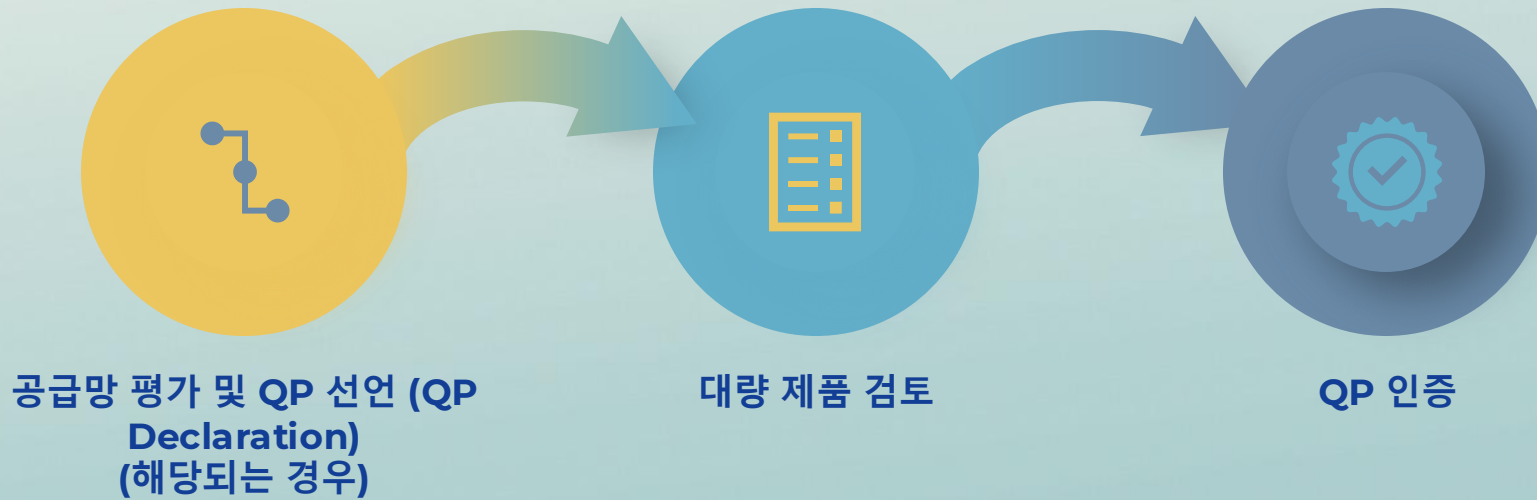 공급망 평가 및 QP 선언 (QP
Declaration)
(해당되는 경우)
대량 제품 검토
QP 인증